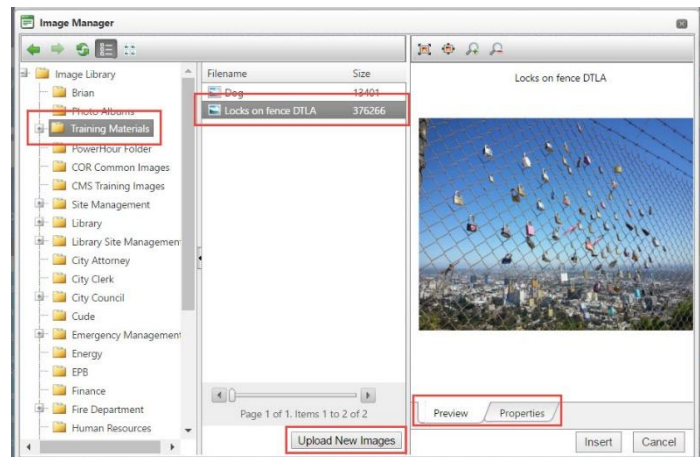 Image Manager
Image Library
Brian
Photo Albums
Training Materials
PowerHour Folder
COR Common Images
CMS Training Images
Site Management
Library
Library Site Managemen
City Attorney
City Clerk
City Council
Cude
Emergency Management
Energy
EPB
Finance
Fire Department
Human Resources
Filename Size
Dog 13401
Locks on fence DTLA 376266
Page 1 of 1. Items 1 to 2 of 2
Upload New Images
Locks on fence DTLA
Preview Properties
Insert Cancel